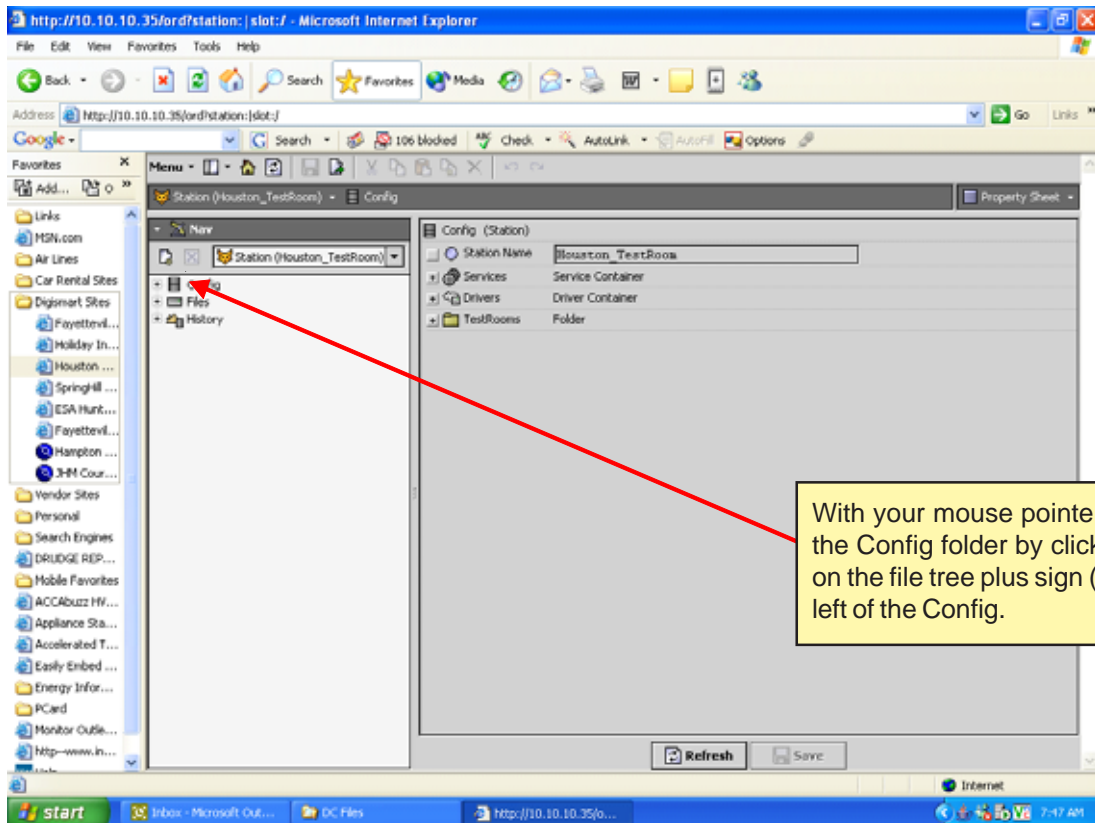 http://10.10.10.35/ord?station:|slot:/ - Microsoft Internet Explorer
File Edit View Favorites Tools Help
Back Search Favorites Media
Address http://10.10.10.35/ord?station:|slot:/ Go Links »
Google Search 106 blocked Check AutoLink AutoFill Options
Favorites × Menu
Add... »
Station (Houston_TestRoom) Config Property Sheet
Links
MSN.com
Air Lines
Car Rental Sites
Digismart Sites
Fayettevil...
Holiday In...
Houston ...
SpringHill ...
ESA Hunt...
Fayettevil...
Hampton ...
JHM Cour...
Vendor Sites
Personal
Search Engines
DRUDGE REP...
Mobile Favorites
ACCAbuzz HV...
Appliance Sta...
Accelerated T...
Easily Embed ...
Energy Infor...
PCard
Monitor Outle...
http--www.in...
Nav
Station (Houston_TestRoom)
Files
History
Config (Station)
Station Name Houston_TestRoom
Services Service Container
Drivers Driver Container
TestRooms Folder
With your mouse pointe
the Config folder by click
on the file tree plus sign (
left of the Config.
Refresh Save
Internet
start Inbox - Microsoft Out... DC Files http://10.10.10.35/o... 7:47 AM